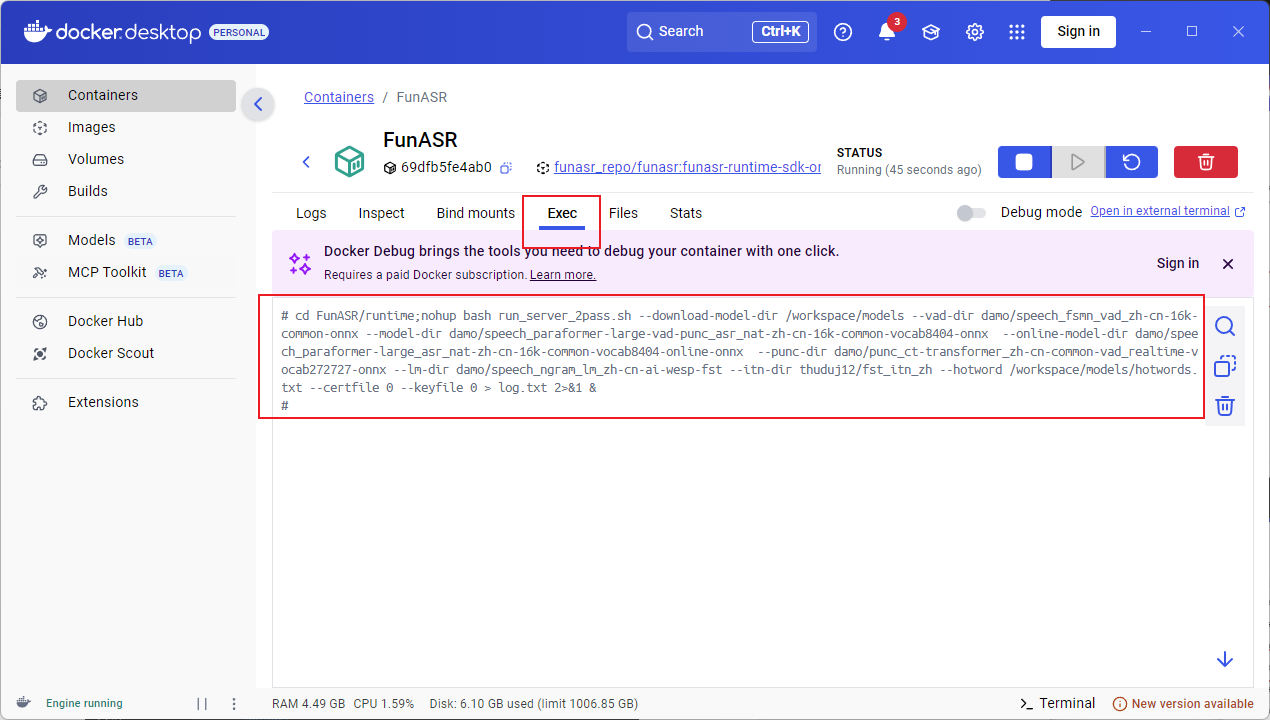 docker.desktop PERSONAL Search Ctrl+K 3 Sign in
Containers
Images
Volumes
Builds
Models BETA
MCP Toolkit BETA
Docker Hub
Docker Scout
Extensions
Containers / FunASR
FunASR
69dfb5fe4ab0 funasr_repo/funasr:funasr-runtime-sdk-or
STATUS
Running (45 seconds ago)
Logs Inspect Bind mounts Exec Files Stats Debug mode Open in external terminal
Docker Debug brings the tools you need to debug your container with one click.
Requires a paid Docker subscription. Learn more.
Sign in
# cd FunASR/runtime;nohup bash run_server_2pass.sh --download-model-dir /workspace/models --vad-dir damo/speech_fsmn_vad_zh-cn-16k-
common-onnx --model-dir damo/speech_paraformer-large-vad-punc_asr_nat-zh-cn-16k-common-vocab8404-onnx  --online-model-dir damo/spee
ch_paraformer-large_asr_nat-zh-cn-16k-common-vocab8404-online-onnx  --punc-dir damo/punc_ct-transformer_zh-cn-common-vad_realtime-v
ocab272727-onnx --lm-dir damo/speech_ngram_lm_zh-cn-ai-wesp-fst --itn-dir thuduj12/fst_itn_zh --hotword /workspace/models/hotwords.
txt --certfile 0 --keyfile 0 > log.txt 2>&1 &
#
Engine running RAM 4.49 GB CPU 1.59% Disk: 6.10 GB used (limit 1006.85 GB) Terminal New version available